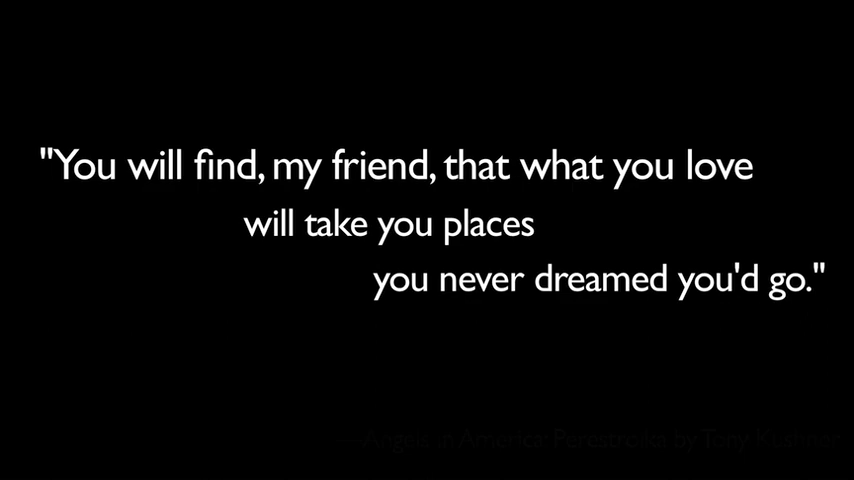 "You will find, my friend, that what you love
will take you places
you never dreamed you'd go."
—Angels in America: Perestroika by Tony Kushner